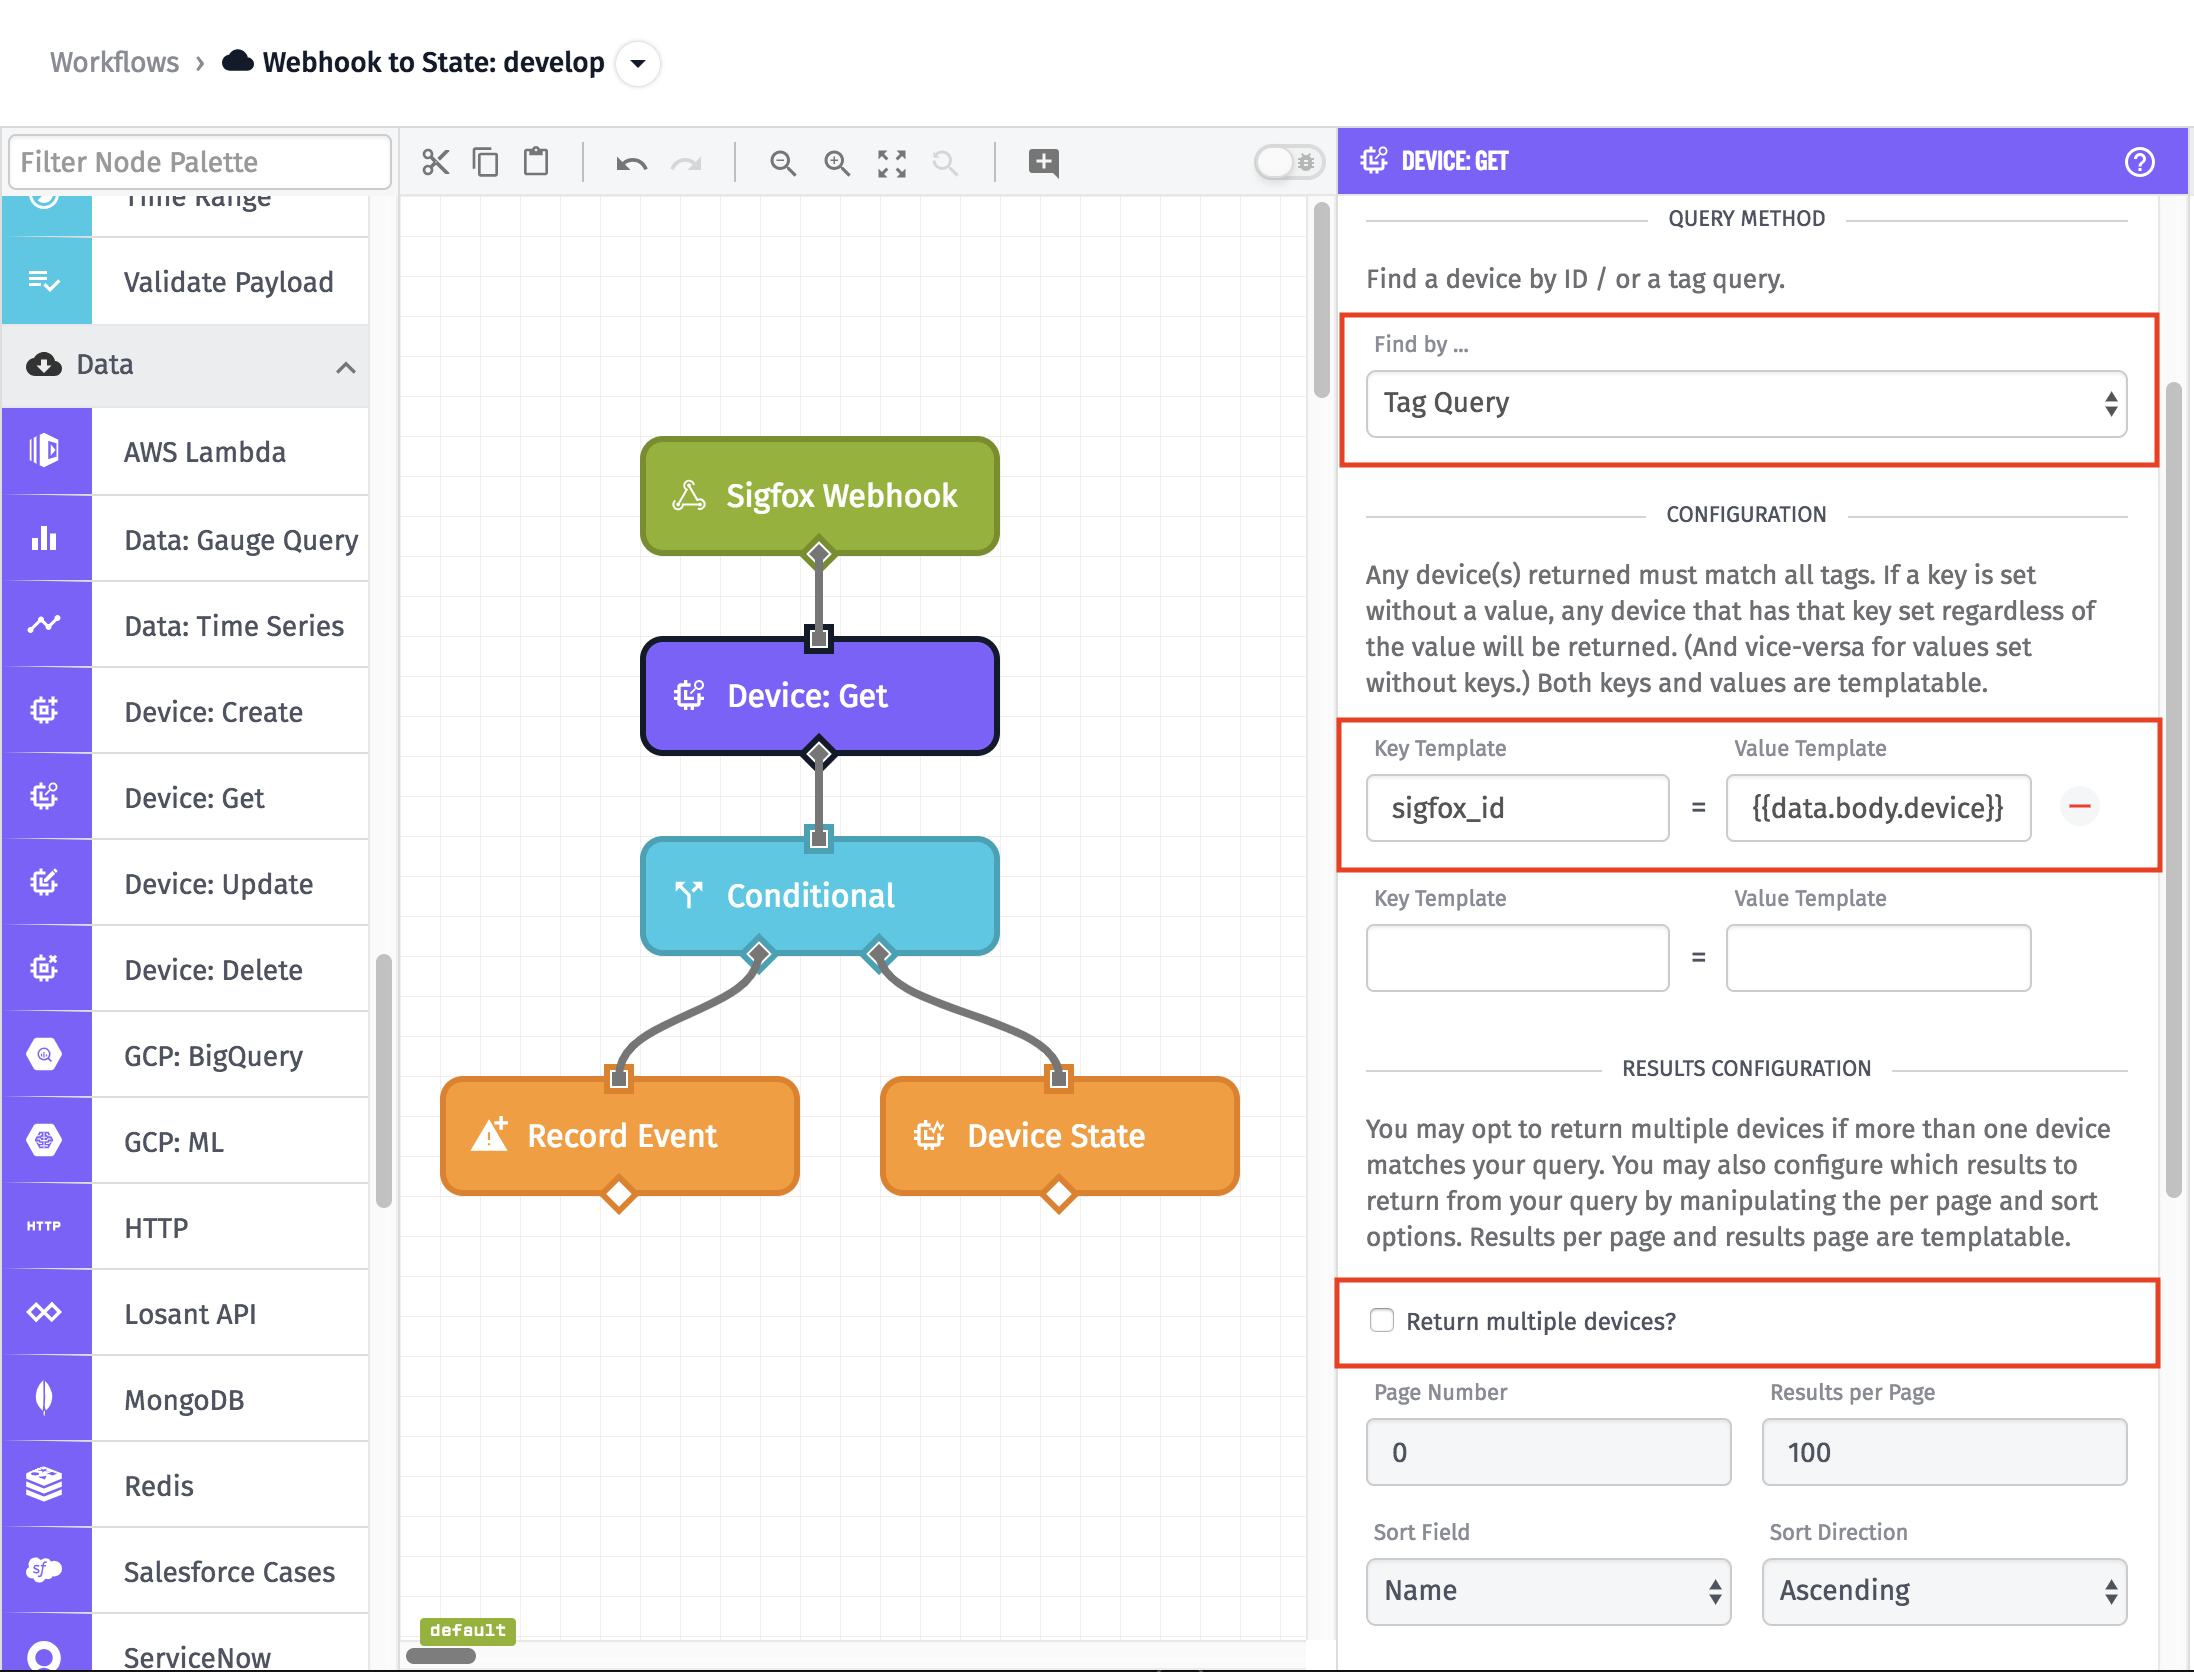 Workflows › Webhook to State: develop
Filter Node Palette
Time Range
Validate Payload
Data
AWS Lambda
Data: Gauge Query
Data: Time Series
Device: Create
Device: Get
Device: Update
Device: Delete
GCP: BigQuery
GCP: ML
HTTP HTTP
Losant API
MongoDB
Redis
sf Salesforce Cases
ServiceNow
Sigfox Webhook
Device: Get
Conditional
Record Event
Device State
default
DEVICE: GET
QUERY METHOD
Find a device by ID / or a tag query.
Find by ...
Tag Query
CONFIGURATION
Any device(s) returned must match all tags. If a key is set
without a value, any device that has that key set regardless of
the value will be returned. (And vice-versa for values set
without keys.) Both keys and values are templatable.
Key Template Value Template
sigfox_id = {{data.body.device}}
Key Template Value Template
=
RESULTS CONFIGURATION
You may opt to return multiple devices if more than one device
matches your query. You may also configure which results to
return from your query by manipulating the per page and sort
options. Results per page and results page are templatable.
Return multiple devices?
Page Number Results per Page
0 100
Sort Field Sort Direction
Name Ascending